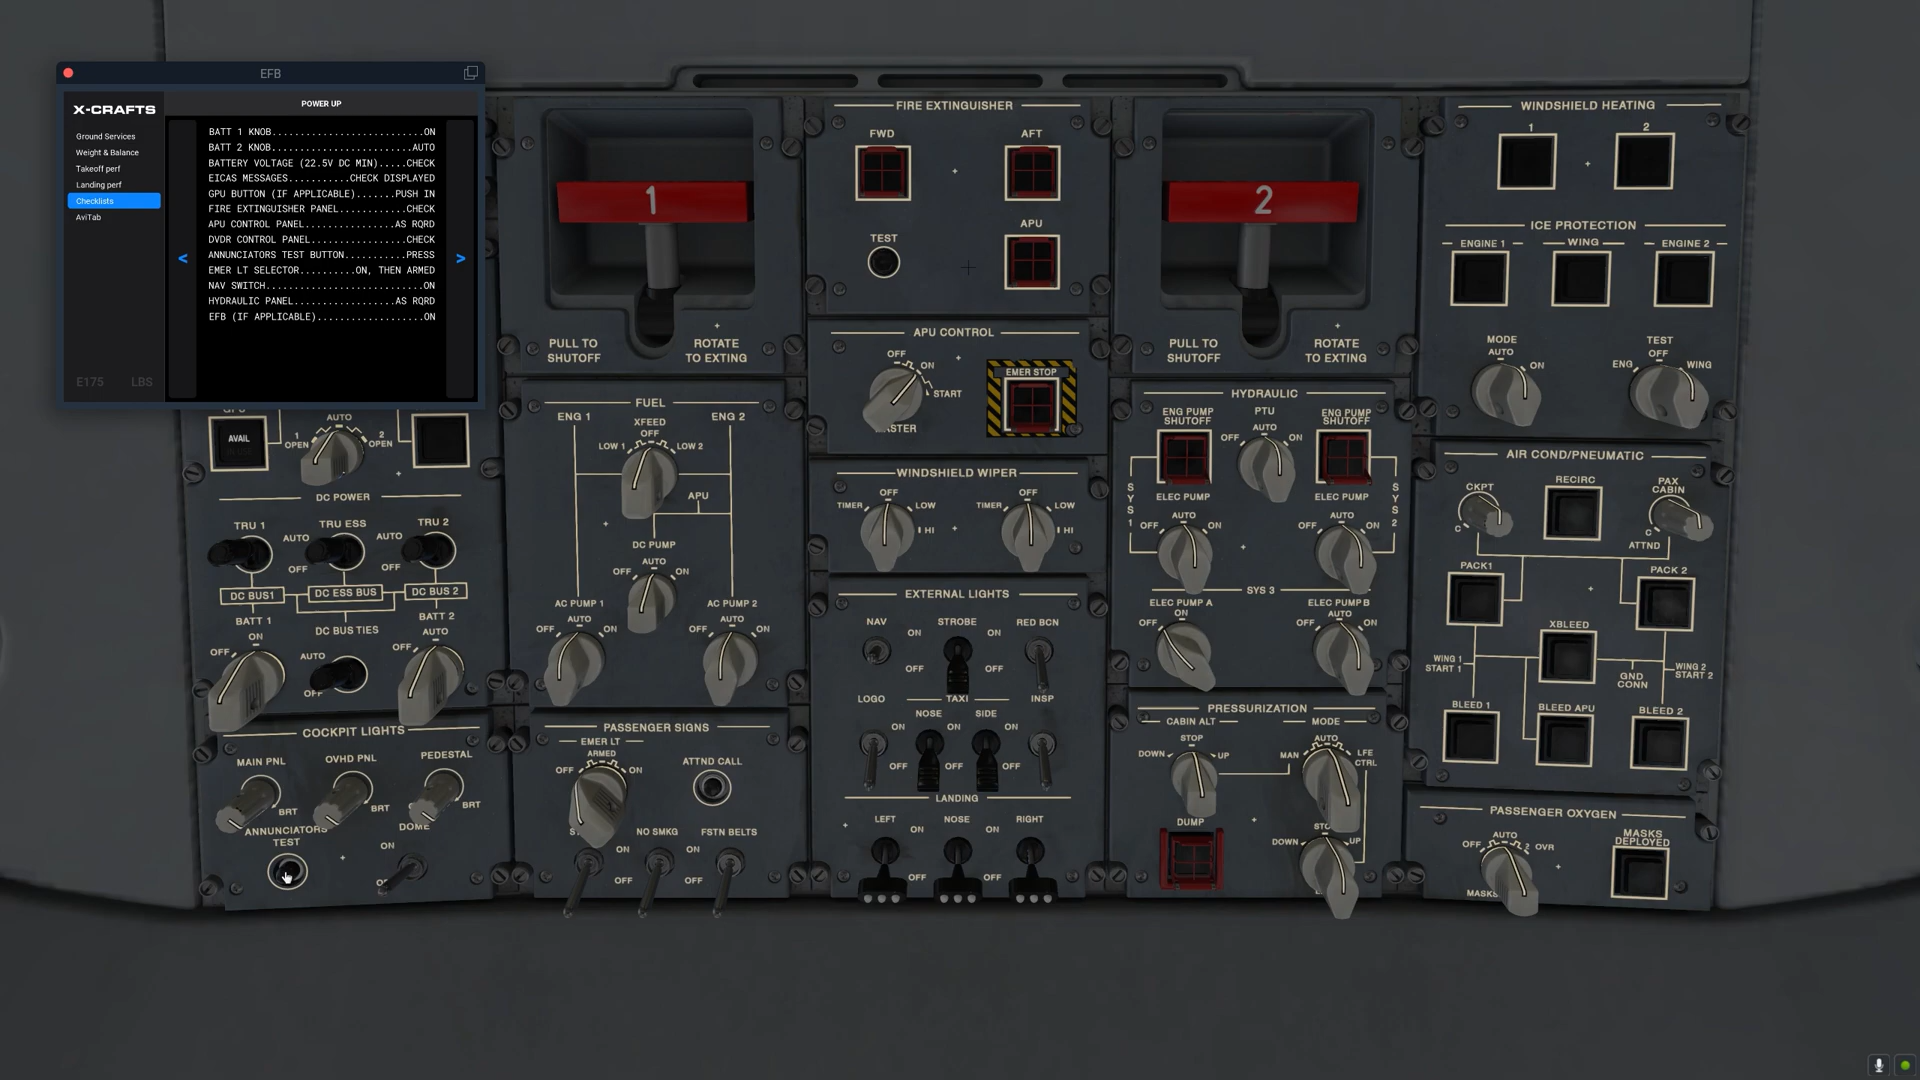 EFB
X-CRAFTS
POWER UP
Ground Services
Weight & Balance
Takeoff perf
Landing perf
Checklists
AviTab
E175
LBS
<
>
BATT 1 KNOB...........................ON
BATT 2 KNOB.........................AUTO
BATTERY VOLTAGE (22.5V DC MIN).....CHECK
EICAS MESSAGES...........CHECK DISPLAYED
GPU BUTTON (IF APPLICABLE).......PUSH IN
FIRE EXTINGUISHER PANEL............CHECK
APU CONTROL PANEL................AS RQRD
DVDR CONTROL PANEL.................CHECK
ANNUNCIATORS TEST BUTTON...........PRESS
EMER LT SELECTOR..........ON, THEN ARMED
NAV SWITCH............................ON
HYDRAULIC PANEL..................AS RQRD
EFB (IF APPLICABLE)...................ON
AVAIL
1
OPEN
AUTO
2
OPEN
DC POWER
TRU 1
TRU ESS
TRU 2
AUTO
AUTO
OFF
OFF
DC BUS1
DC ESS BUS
DC BUS 2
BATT 1
DC BUS TIES
BATT 2
ON
OFF
AUTO
OFF
OFF
AUTO
COCKPIT LIGHTS
MAIN PNL
OVHD PNL
PEDESTAL
BRT
BRT
BRT
ANNUNCIATORS
TEST
DOME
ON
1
PULL TO
SHUTOFF
ROTATE
TO EXTING
FUEL
ENG 1
ENG 2
XFEED
OFF
LOW 1
LOW 2
APU
DC PUMP
AUTO
OFF
ON
AC PUMP 1
AC PUMP 2
AUTO
OFF
ON
AUTO
OFF
ON
PASSENGER SIGNS
EMER LT
ARMED
OFF
ON
ATTND CALL
NO SMKG
FSTN BELTS
ON
ON
OFF
OFF
FIRE EXTINGUISHER
FWD
AFT
TEST
APU
APU CONTROL
OFF
ON
START
EMER STOP
WINDSHIELD WIPER
TIMER
OFF
LOW
HI
TIMER
OFF
LOW
HI
EXTERNAL LIGHTS
NAV
STROBE
RED BCN
ON
ON
OFF
OFF
LOGO
TAXI
INSP
NOSE
SIDE
ON
ON
ON
OFF
OFF
OFF
LANDING
LEFT
NOSE
RIGHT
ON
ON
OFF
OFF
2
PULL TO
SHUTOFF
ROTATE
TO EXTING
HYDRAULIC
ENG PUMP
SHUTOFF
PTU
ENG PUMP
SHUTOFF
AUTO
OFF
ON
SYS 1
SYS 2
ELEC PUMP
ELEC PUMP
AUTO
OFF
ON
AUTO
OFF
ON
SYS 3
ELEC PUMP A
ELEC PUMP B
ON
OFF
AUTO
OFF
ON
PRESSURIZATION
CABIN ALT
MODE
STOP
DOWN
UP
AUTO
MAN
LFE
CTRL
DUMP
DOWN
UP
WINDSHIELD HEATING
1
2
ICE PROTECTION
ENGINE 1
WING
ENGINE 2
MODE
AUTO
ON
TEST
OFF
ENG
WING
AIR COND/PNEUMATIC
CKPT
RECIRC
PAX
CABIN
C
C
ATTND
PACK1
PACK 2
XBLEED
WING 1
START 1
GND
CONN
WING 2
START 2
BLEED 1
BLEED APU
BLEED 2
PASSENGER OXYGEN
AUTO
OFF
OVR
MASKS
DEPLOYED